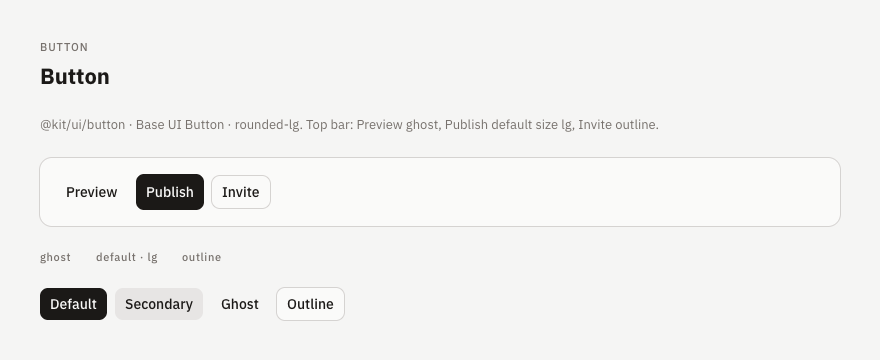 BUTTON
Button
@kit/ui/button · Base UI Button · rounded-lg. Top bar: Preview ghost, Publish default size lg, Invite outline.
Preview Publish Invite
ghost default · lg outline
Default Secondary Ghost Outline